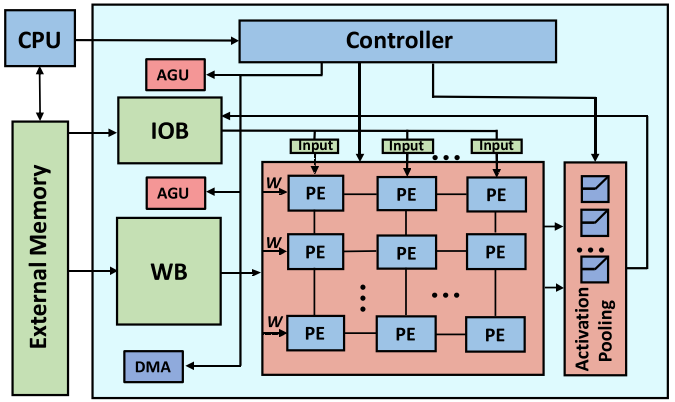 CPU
Controller
AGU
IOB
Input
Input
Input
External Memory
AGU
W
PE
PE
PE
W
PE
PE
PE
WB
W
PE
PE
PE
DMA
Activation
Pooling